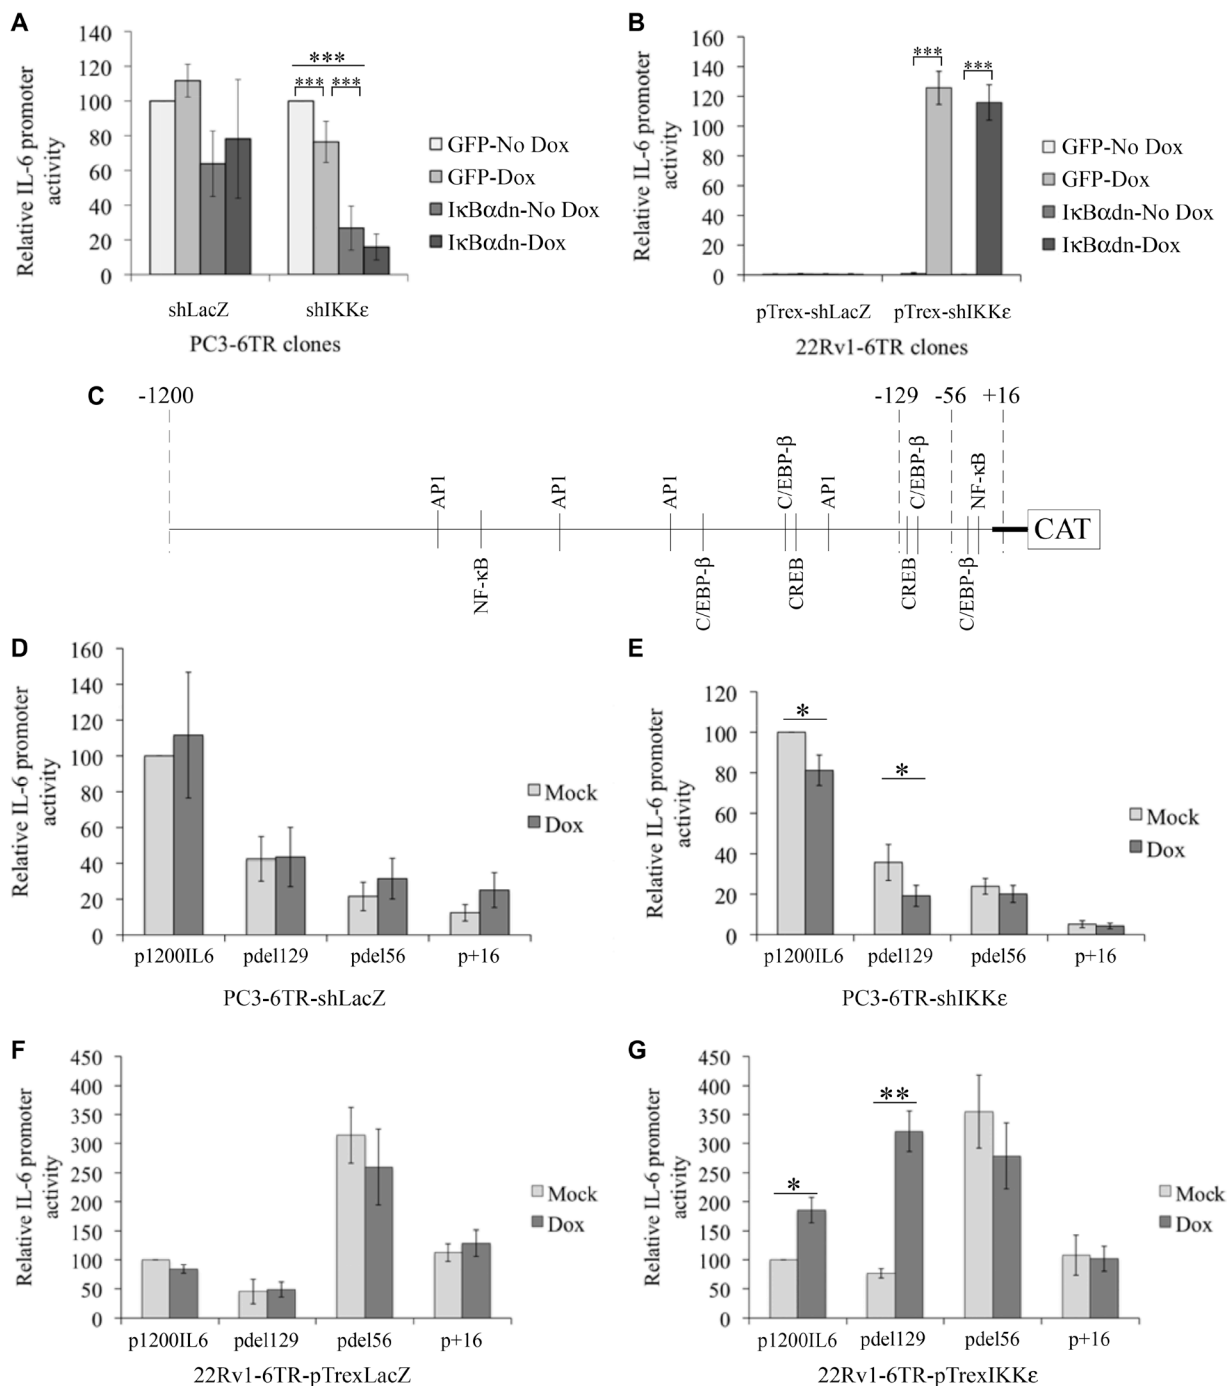 A
Relative IL-6 promoter
activity
140
120
100
80
60
40
20
0
***
*** ***
shLacZ shIKKε
PC3-6TR clones
GFP-No Dox
GFP-Dox
IκBαdn-No Dox
IκBαdn-Dox
B
Relative IL-6 promoter
activity
160
140
120
100
80
60
40
20
0
*** ***
pTrex-shLacZ pTrex-shIKKε
22Rv1-6TR clones
GFP-No Dox
GFP-Dox
IκBαdn-No Dox
IκBαdn-Dox
C
-1200 -129 -56 +16
AP1
NF-κB
AP1
AP1
C/EBP-β
C/EBP-β
CREB
AP1
CREB
C/EBP-β
C/EBP-β
NF-κB
CAT
D
Relative IL-6 promoter
activity
160
140
120
100
80
60
40
20
0
p1200IL6 pdel129 pdel56 p+16
PC3-6TR-shLacZ
Mock
Dox
E
Relative IL-6 promoter
activity
120
100
80
60
40
20
0
*
*
p1200IL6 pdel129 pdel56 p+16
PC3-6TR-shIKKε
Mock
Dox
F
Relative IL-6 promoter
activity
450
400
350
300
250
200
150
100
50
0
p1200IL6 pdel129 pdel56 p+16
22Rv1-6TR-pTrexLacZ
Mock
Dox
G
Relative IL-6 promoter
activity
450
400
350
300
250
200
150
100
50
0
*
**
p1200IL6 pdel129 pdel56 p+16
22Rv1-6TR-pTrexIKKε
Mock
Dox